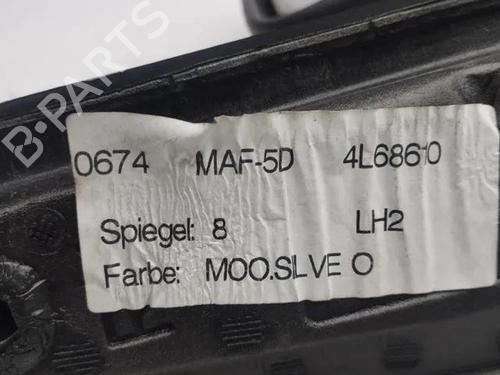 B-PARTS
0674 MAF-5D 4L68610
Spiegel: 8 LH2
Farbe: MOO.SLVE O